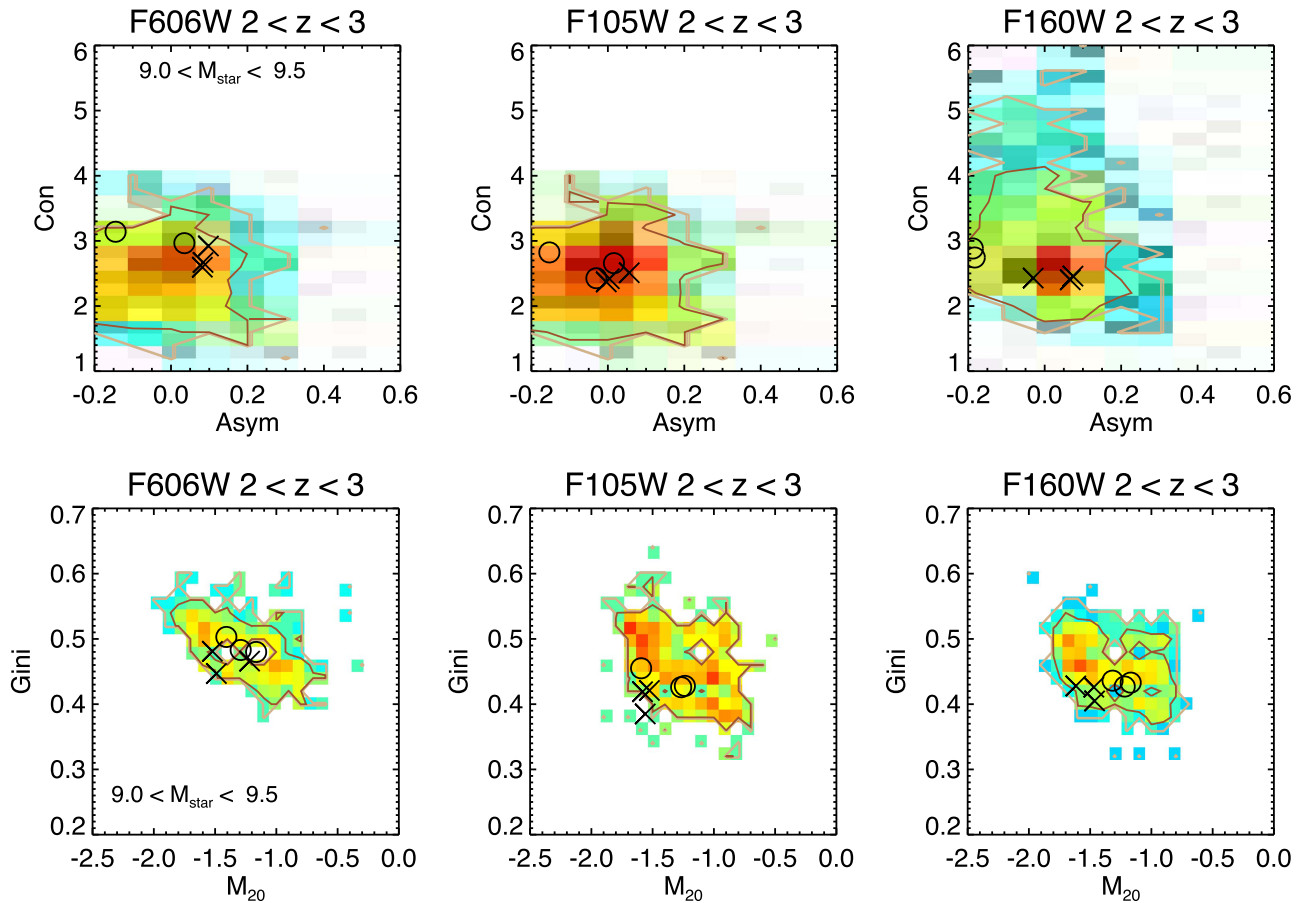 F606W 2 < z < 3
F105W 2 < z < 3
F160W 2 < z < 3
9.0 < Mstar < 9.5
6
5
4
3
2
1
Con
-0.2 0.0 0.2 0.4 0.6
Asym
6
5
4
3
2
1
Con
-0.2 0.0 0.2 0.4 0.6
Asym
6
5
4
3
2
1
Con
-0.2 0.0 0.2 0.4 0.6
Asym
F606W 2 < z < 3
F105W 2 < z < 3
F160W 2 < z < 3
0.7
0.6
0.5
0.4
0.3
0.2
Gini
9.0 < Mstar < 9.5
-2.5 -2.0 -1.5 -1.0 -0.5 0.0
M20
0.7
0.6
0.5
0.4
0.3
0.2
Gini
-2.5 -2.0 -1.5 -1.0 -0.5 0.0
M20
0.7
0.6
0.5
0.4
0.3
0.2
Gini
-2.5 -2.0 -1.5 -1.0 -0.5 0.0
M20